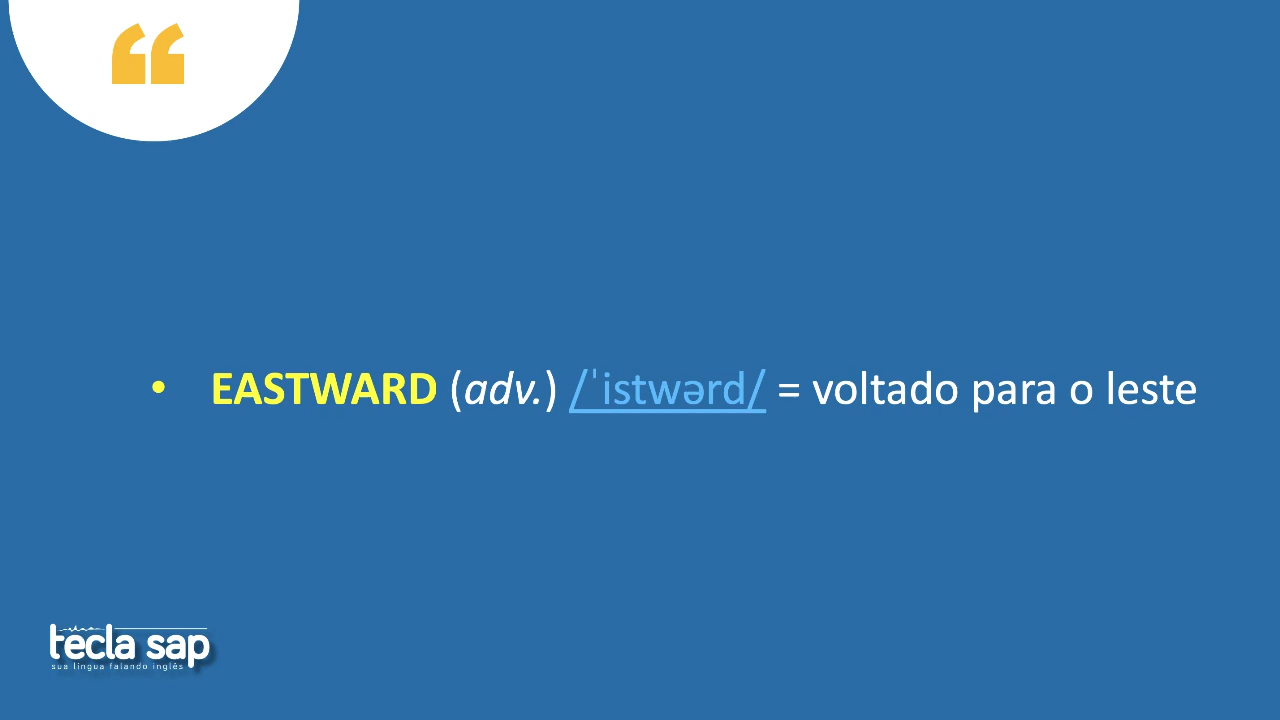 “
• EASTWARD (adv.) /ˈistwərd/ = voltado para o leste
tecla sap
sua língua falando inglês